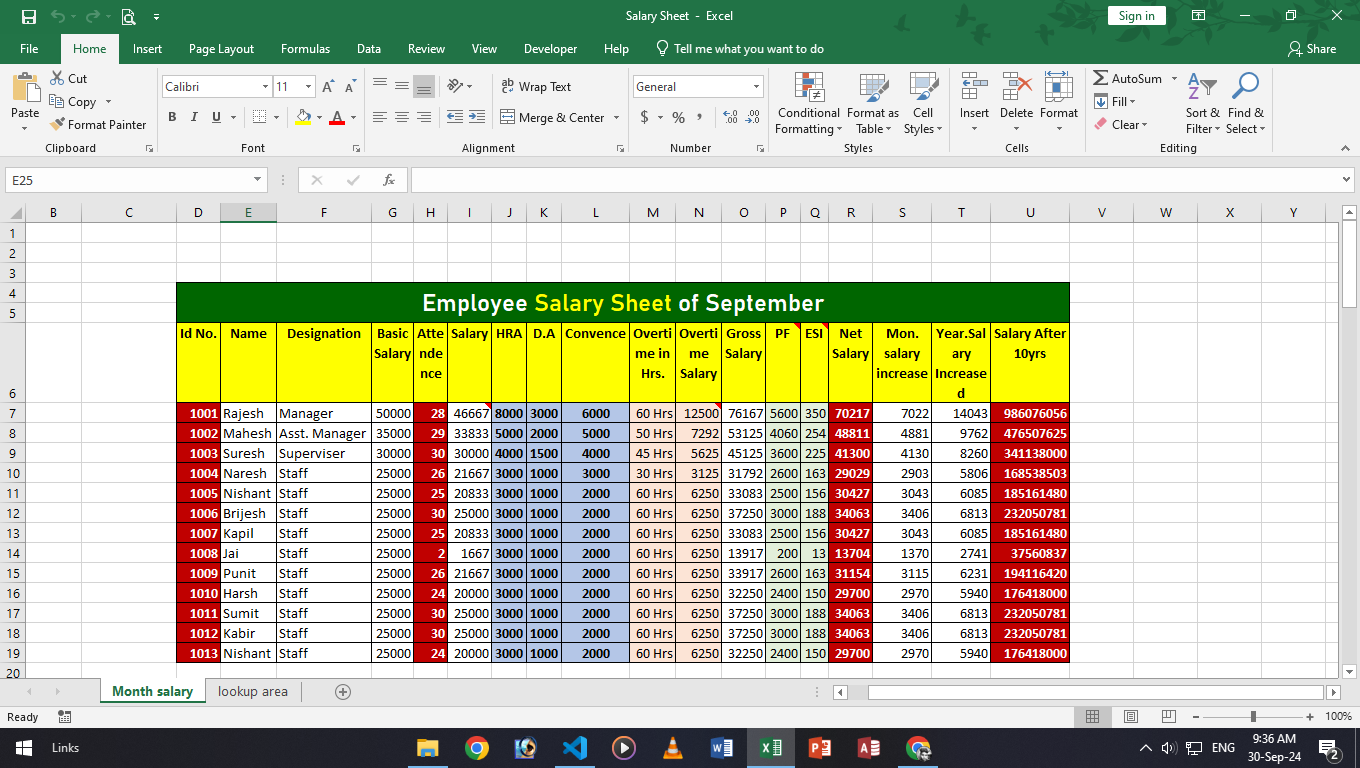 Salary Sheet - Excel
Sign in
File Home Insert Page Layout Formulas Data Review View Developer Help Tell me what you want to do Share
Paste
Cut
Copy
Format Painter
Calibri 11
B I U
Wrap Text
Merge & Center
General
$ % ,
Conditional Formatting
Format as Table
Cell Styles
Insert Delete Format
AutoSum
Fill
Clear
Sort & Filter
Find & Select
Clipboard Font Alignment Number Styles Cells Editing
E25 fx
B C D E F G H I J K L M N O P Q R S T U V W X Y
1
2
3
4
5
Employee Salary Sheet of September
6 Id No. Name Designation Basic Salary Attendence Salary HRA D.A Convence Overtime in Hrs. Overtime Salary Gross Salary PF ESI Net Salary Mon. salary increase Year.Salary Increased Salary After 10yrs
7 1001 Rajesh Manager 50000 28 46667 8000 3000 6000 60 Hrs 12500 76167 5600 350 70217 7022 14043 986076056
8 1002 Mahesh Asst. Manager 35000 29 33833 5000 2000 5000 50 Hrs 7292 53125 4060 254 48811 4881 9762 476507625
9 1003 Suresh Superviser 30000 30 30000 4000 1500 4000 45 Hrs 5625 45125 3600 225 41300 4130 8260 341138000
10 1004 Naresh Staff 25000 26 21667 3000 1000 3000 30 Hrs 3125 31792 2600 163 29029 2903 5806 168538503
11 1005 Nishant Staff 25000 25 20833 3000 1000 2000 60 Hrs 6250 33083 2500 156 30427 3043 6085 185161480
12 1006 Brijesh Staff 25000 30 25000 3000 1000 2000 60 Hrs 6250 37250 3000 188 34063 3406 6813 232050781
13 1007 Kapil Staff 25000 25 20833 3000 1000 2000 60 Hrs 6250 33083 2500 156 30427 3043 6085 185161480
14 1008 Jai Staff 25000 2 1667 3000 1000 2000 60 Hrs 6250 13917 200 13 13704 1370 2741 37560837
15 1009 Punit Staff 25000 26 21667 3000 1000 2000 60 Hrs 6250 33917 2600 163 31154 3115 6231 194116420
16 1010 Harsh Staff 25000 24 20000 3000 1000 2000 60 Hrs 6250 32250 2400 150 29700 2970 5940 176418000
17 1011 Sumit Staff 25000 30 25000 3000 1000 2000 60 Hrs 6250 37250 3000 188 34063 3406 6813 232050781
18 1012 Kabir Staff 25000 30 25000 3000 1000 2000 60 Hrs 6250 37250 3000 188 34063 3406 6813 232050781
19 1013 Nishant Staff 25000 24 20000 3000 1000 2000 60 Hrs 6250 32250 2400 150 29700 2970 5940 176418000
20
Month salary lookup area
Ready 100%
Links ENG 9:36 AM
30-Sep-24 2